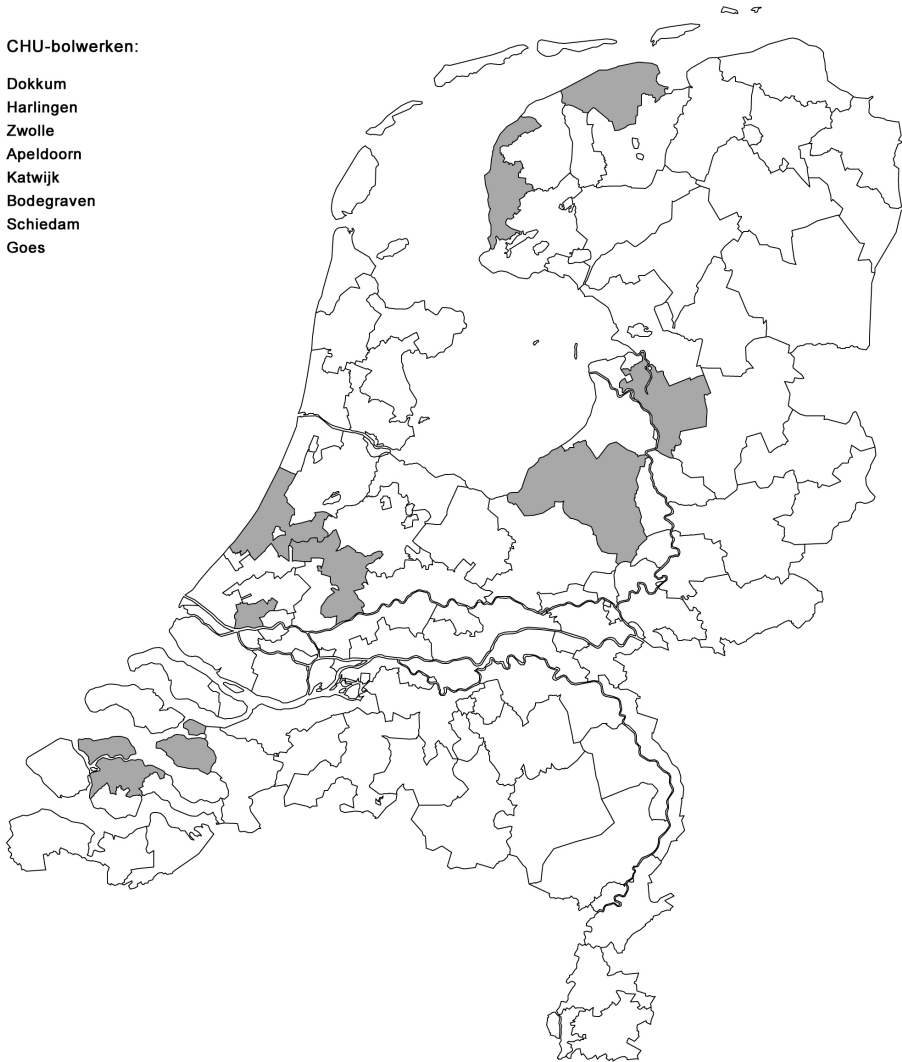 CHU-bolwerken:
Dokkum
Harlingen
Zwolle
Apeldoorn
Katwijk
Bodegraven
Schiedam
Goes